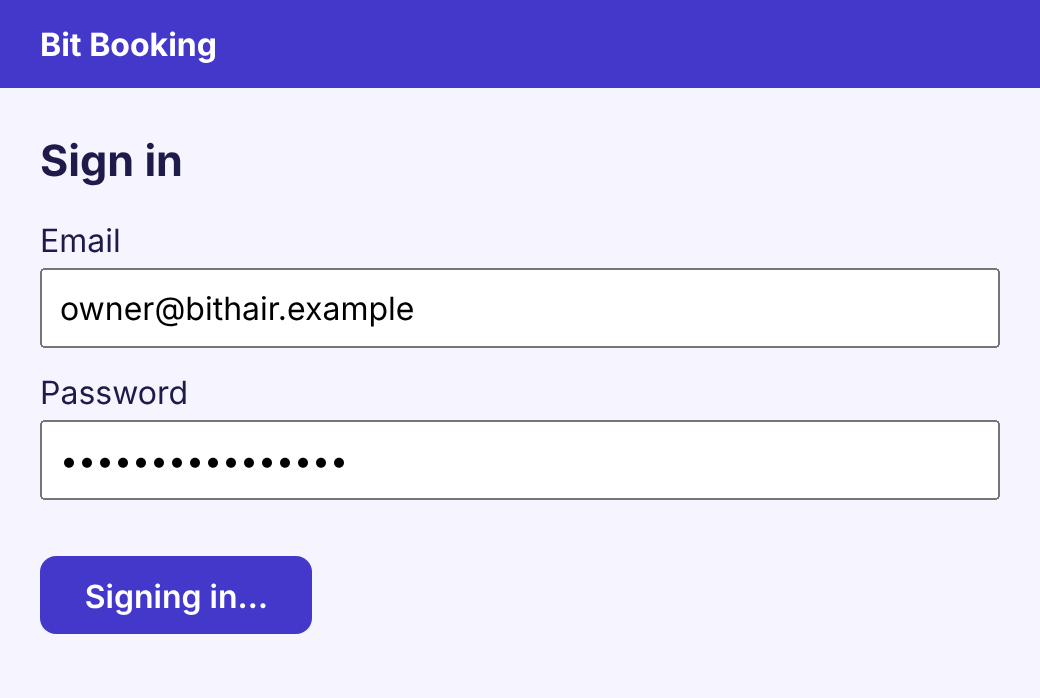 Bit Booking
Sign in
Email
owner@bithair.example
Password
••••••••••••••••
Signing in...